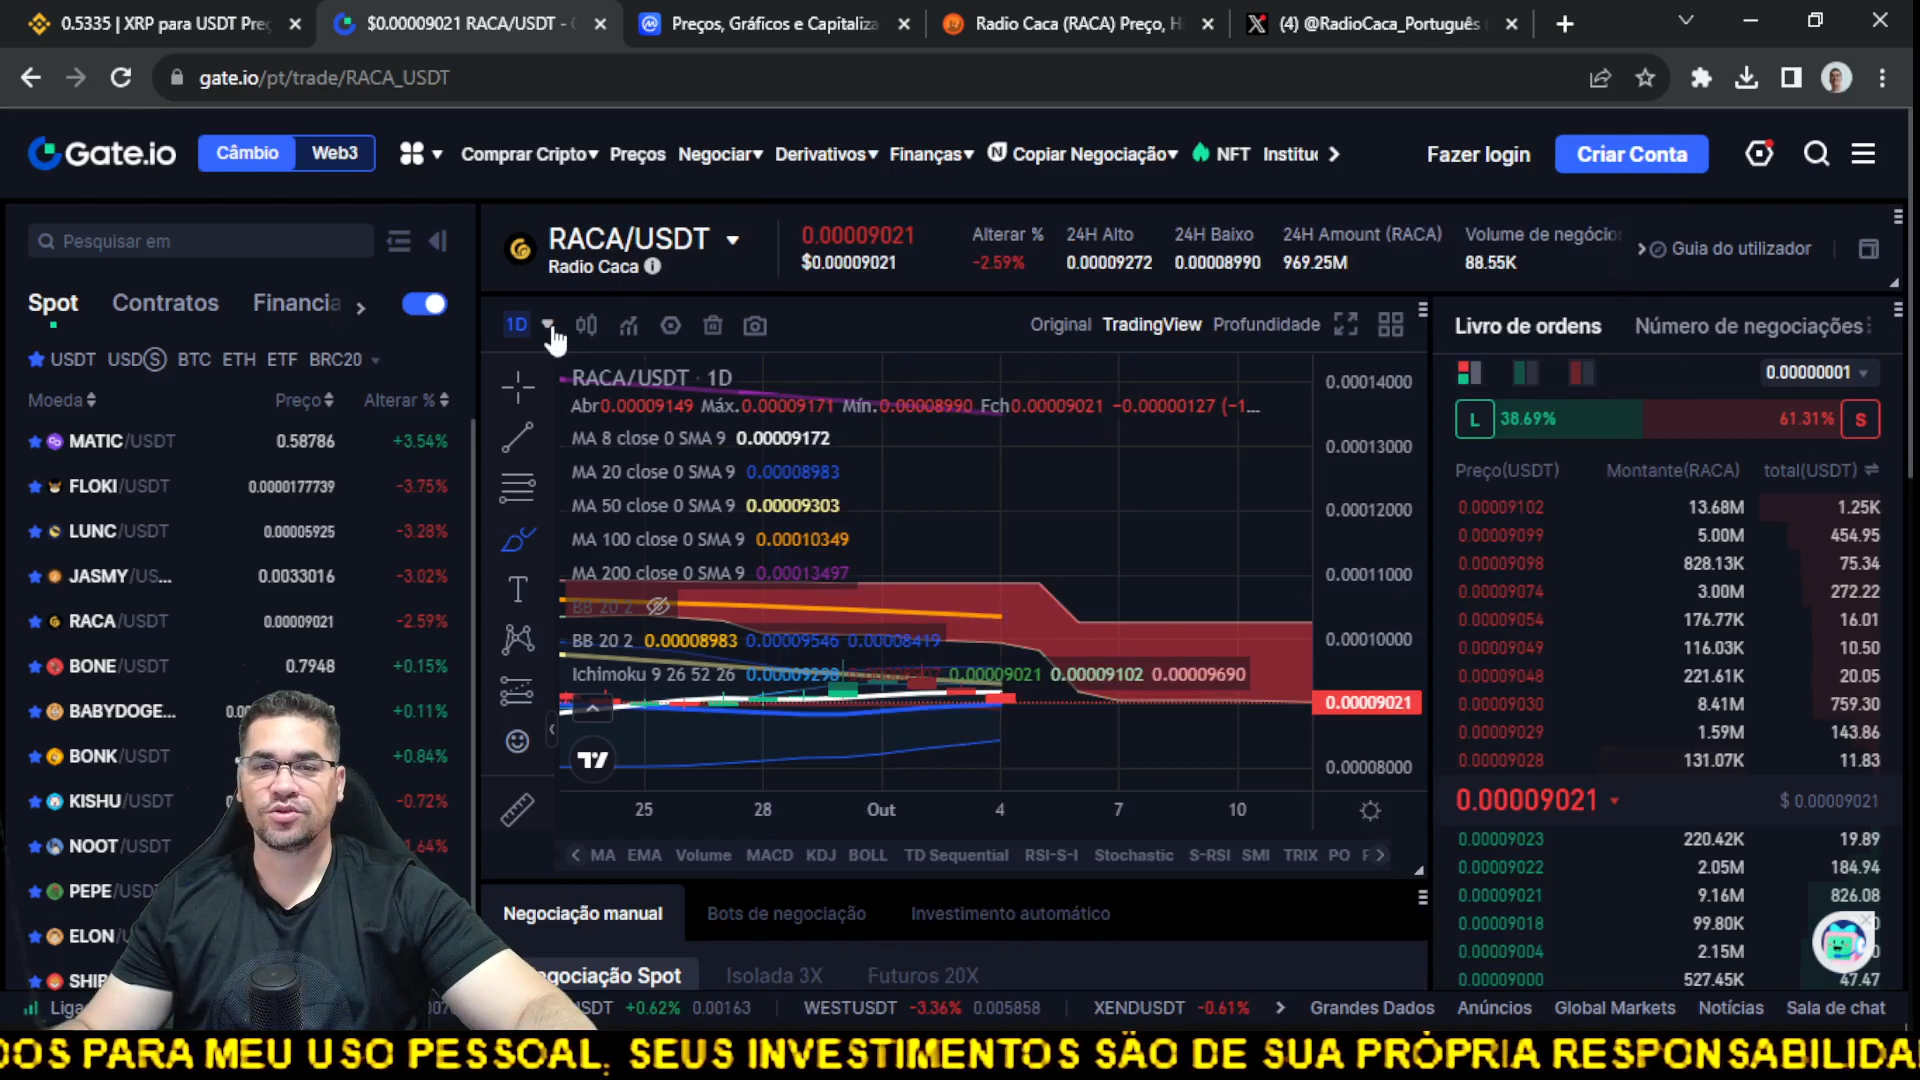 0.5335 | XRP para USDT Preç
$0.00009021 RACA/USDT -
Preços, Gráficos e Capitaliza
Radio Caca (RACA) Preço, Hi
(4) @RadioCaca_Português
gate.io/pt/trade/RACA_USDT
Gate.io
Câmbio
Web3
Comprar Cripto
Preços
Negociar
Derivativos
Finanças
Copiar Negociação
NFT
Institu
Fazer login
Criar Conta
Pesquisar em
RACA/USDT
Radio Caca
0.00009021
$0.00009021
Alterar %
-2.59%
24H Alto
0.00009272
24H Baixo
0.00008990
24H Amount (RACA)
969.25M
Volume de negócio
88.55K
Guia do utilizador
Spot
Contratos
Financia
USDT USDⓈ BTC ETH ETF BRC20
Moeda Preço Alterar %
MATIC/USDT 0.58786 +3.54%
FLOKI/USDT 0.0000177739 -3.75%
LUNC/USDT 0.00005925 -3.28%
JASMY/US... 0.0033016 -3.02%
RACA/USDT 0.00009021 -2.59%
BONE/USDT 0.7948 +0.15%
BABYDOGE... +0.11%
BONK/USDT +0.84%
KISHU/USDT -0.72%
NOOT/USDT 1.64%
PEPE/USD
ELON/
SHIB
1D
Original TradingView Profundidade
RACA/USDT · 1D
Abr0.00009149 Máx.0.00009171 Mín.0.00008990 Fch0.00009021 −0.00000127 (−1...
MA 8 close 0 SMA 9 0.00009172
MA 20 close 0 SMA 9 0.00008983
MA 50 close 0 SMA 9 0.00009303
MA 100 close 0 SMA 9 0.00010349
MA 200 close 0 SMA 9 0.00013497
BB 20 2
BB 20 2 0.00008983 0.00009546 0.00008419
Ichimoku 9 26 52 26 0.00009298 0.00009021 0.00009102 0.00009690
0.00014000
0.00013000
0.00012000
0.00011000
0.00010000
0.00009021
0.00008000
25 28 Out 4 7 10
MA EMA Volume MACD KDJ BOLL TD Sequential RSI-S-I Stochastic S-RSI SMI TRIX PO
Negociação manual
Bots de negociação
Investimento automático
egociação Spot
Isolada 3X
Futuros 20X
Livro de ordens
Número de negociações
0.00000001
L 38.69% 61.31% S
Preço(USDT) Montante(RACA) total(USDT)
0.00009102 13.68M 1.25K
0.00009099 5.00M 454.95
0.00009098 828.13K 75.34
0.00009074 3.00M 272.22
0.00009054 176.77K 16.01
0.00009049 116.03K 10.50
0.00009048 221.61K 20.05
0.00009030 8.41M 759.30
0.00009029 1.59M 143.86
0.00009028 131.07K 11.83
0.00009021 $ 0.00009021
0.00009023 220.42K 19.89
0.00009022 2.05M 184.94
0.00009021 9.16M 826.08
0.00009018 99.80K
0.00009004 2.15M
0.00009000 527.45K 47.47
Liga
SDT +0.62% 0.00163
WESTUSDT -3.36% 0.005858
XENDUSDT -0.61%
Grandes Dados
Anúncios
Global Markets
Notícias
Sala de chat
DOS PARA MEU USO PESSOAL, SEUS INVESTIMENTOS SÃO DE SUA PRÓPRIA RESPONSABILIDA